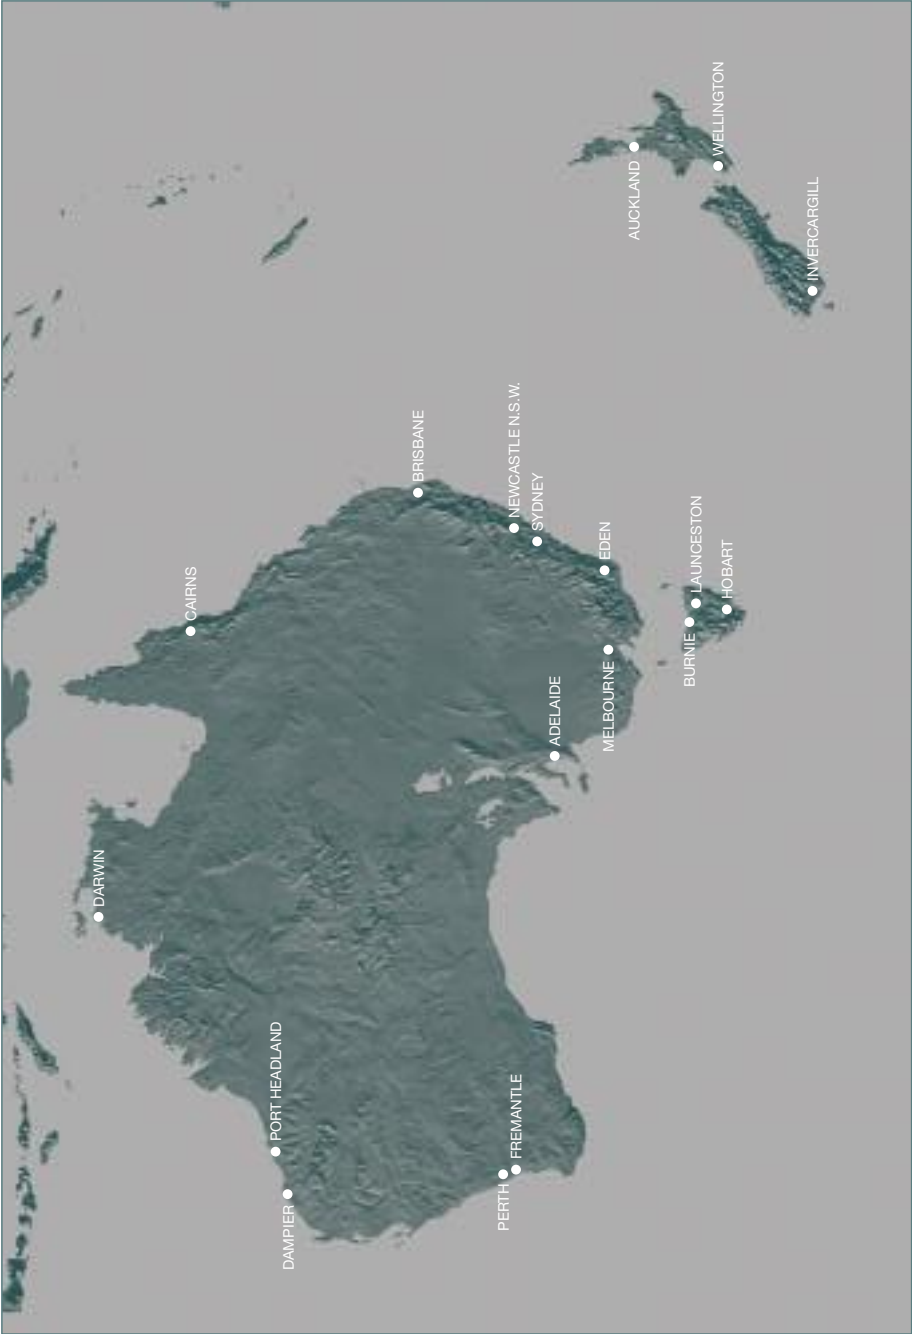 DARWIN
CAIRNS
PORT HEADLAND
DAMPIER
BRISBANE
PERTH
FREMANTLE
NEWCASTLE N.S.W.
SYDNEY
ADELAIDE
EDEN
MELBOURNE
AUCKLAND
BURNIE
LAUNCESTON
WELLINGTON
HOBART
INVERCARGILL